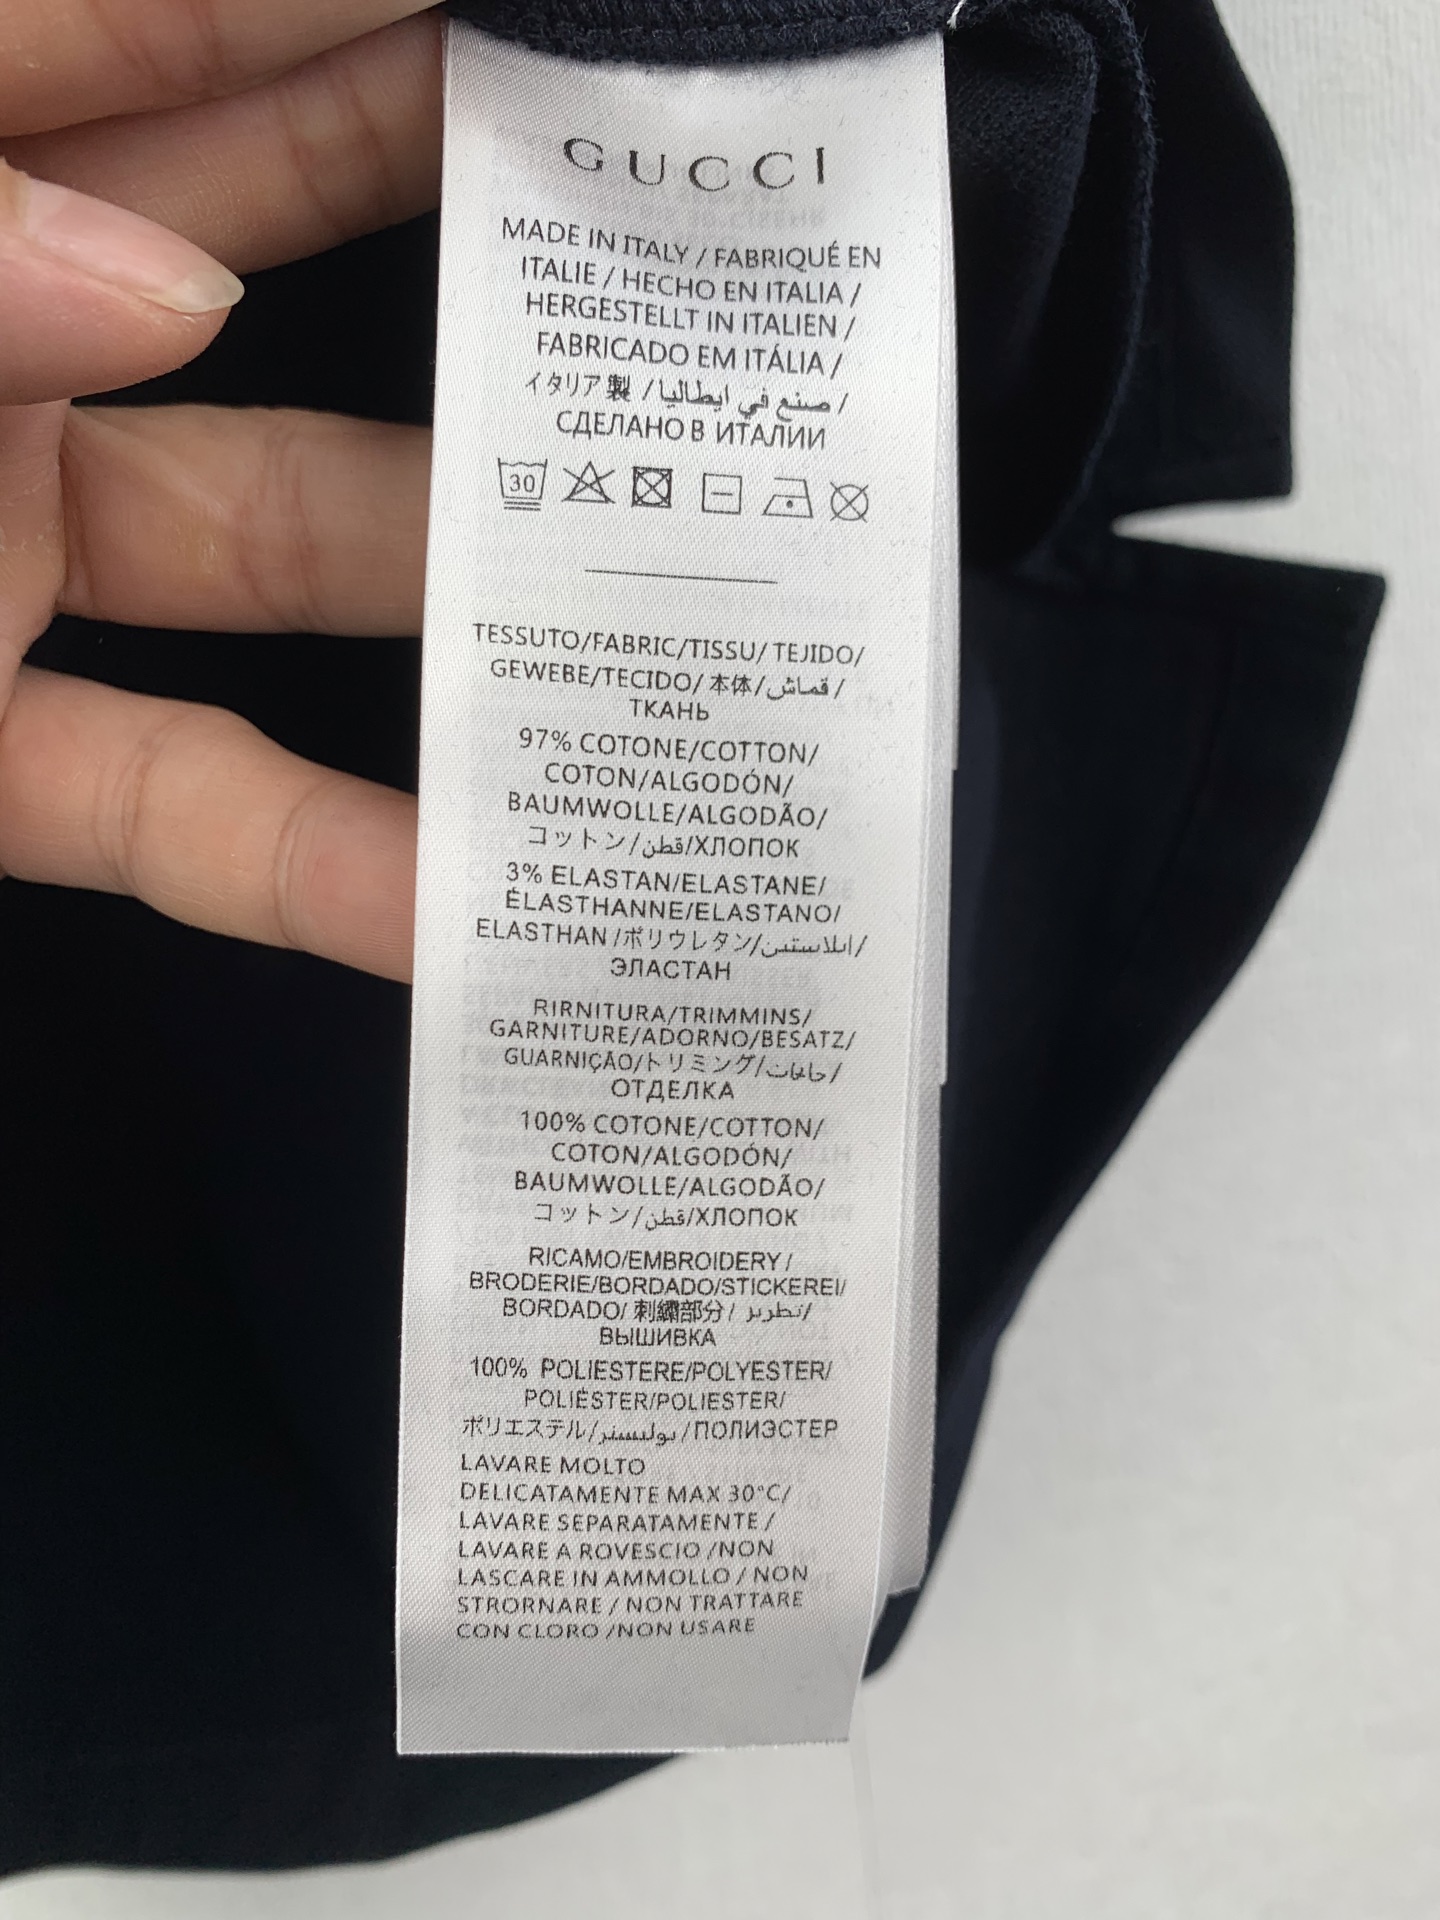 GUCCI
MADE IN ITALY / FABRIQUÉ EN
ITALIE / HECHO EN ITALIA /
HERGESTELLT IN ITALIEN /
FABRICADO EM ITÁLIA /
イタリア製 / صنع في ايطاليا /
СДЕЛАНО В ИТАЛИИ
30
TESSUTO/FABRIC/TISSU/ TEJIDO/
GEWEBE/TECIDO/ 本体/قماش /
ТКАНЬ
97% COTONE/COTTON/
COTON/ALGODÓN/
BAUMWOLLE/ALGODÃO/
コットン/قطن/ХЛОПОК
3% ELASTAN/ELASTANE/
ÉLASTHANNE/ELASTANO/
ELASTHAN /ポリウレタン/إيلاستين/
ЭЛАСТАН
RIRNITURA/TRIMMINS/
GARNITURE/ADORNO/BESATZ/
GUARNIÇÃO/トリミング/
ОТДЕЛКА
100% COTONE/COTTON/
COTON/ALGODÓN/
BAUMWOLLE/ALGODÃO/
コットン/قطن/ХЛОПОК
RICAMO/EMBROIDERY /
BRODERIE/BORDADO/STICKEREI/
BORDADO/ 刺繍部分/ تطريز/
ВЫШИВКА
100% POLIESTERE/POLYESTER/
POLIÉSTER/POLIESTER/
ポリエステル/بوليستر/ПОЛИЭСТЕР
LAVARE MOLTO
DELICATAMENTE MAX 30°C/
LAVARE SEPARATAMENTE /
LAVARE A ROVESCIO /NON
LASCARE IN AMMOLLO / NON
STRORNARE / NON TRATTARE
CON CLORO /NON USARE